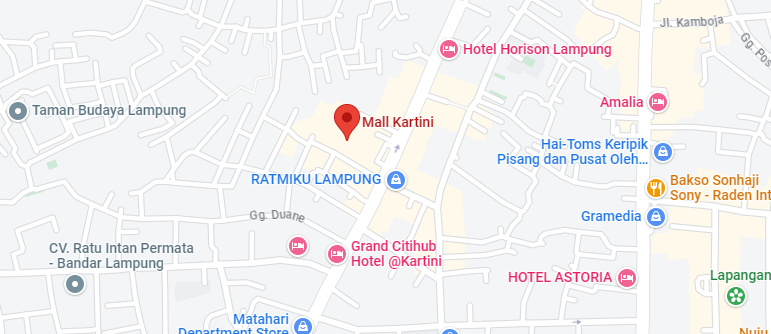 Jl. Kamboja
Gg. Pos
Hotel Horison Lampung
Taman Budaya Lampung
Amalia
Mall Kartini
Hai-Toms Keripik
Pisang dan Pusat Oleh...
RATMIKU LAMPUNG
Bakso Sonhaji
Sony - Raden Int
Gg. Duane
Gramedia
CV. Ratu Intan Permata
- Bandar Lampung
Grand Citihub
Hotel @Kartini
HOTEL ASTORIA
Lapangan
Matahari
Department Store
Nuju